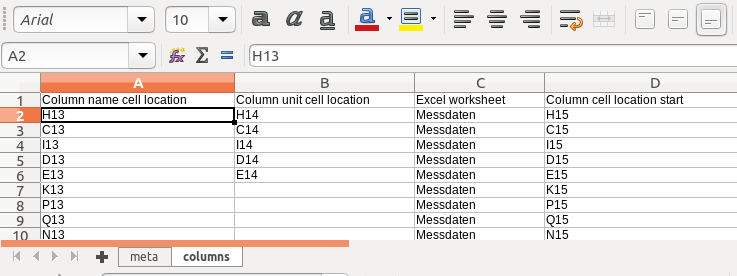 Arial 10 a a a a
A2 fx Σ = H13
A B C D
1 Column name cell location Column unit cell location Excel worksheet Column cell location start
2 H13 H14 Messdaten H15
3 C13 C14 Messdaten C15
4 I13 I14 Messdaten I15
5 D13 D14 Messdaten D15
6 E13 E14 Messdaten E15
7 K13 Messdaten K15
8 P13 Messdaten P15
9 Q13 Messdaten Q15
10 N13 Messdaten N15
meta columns